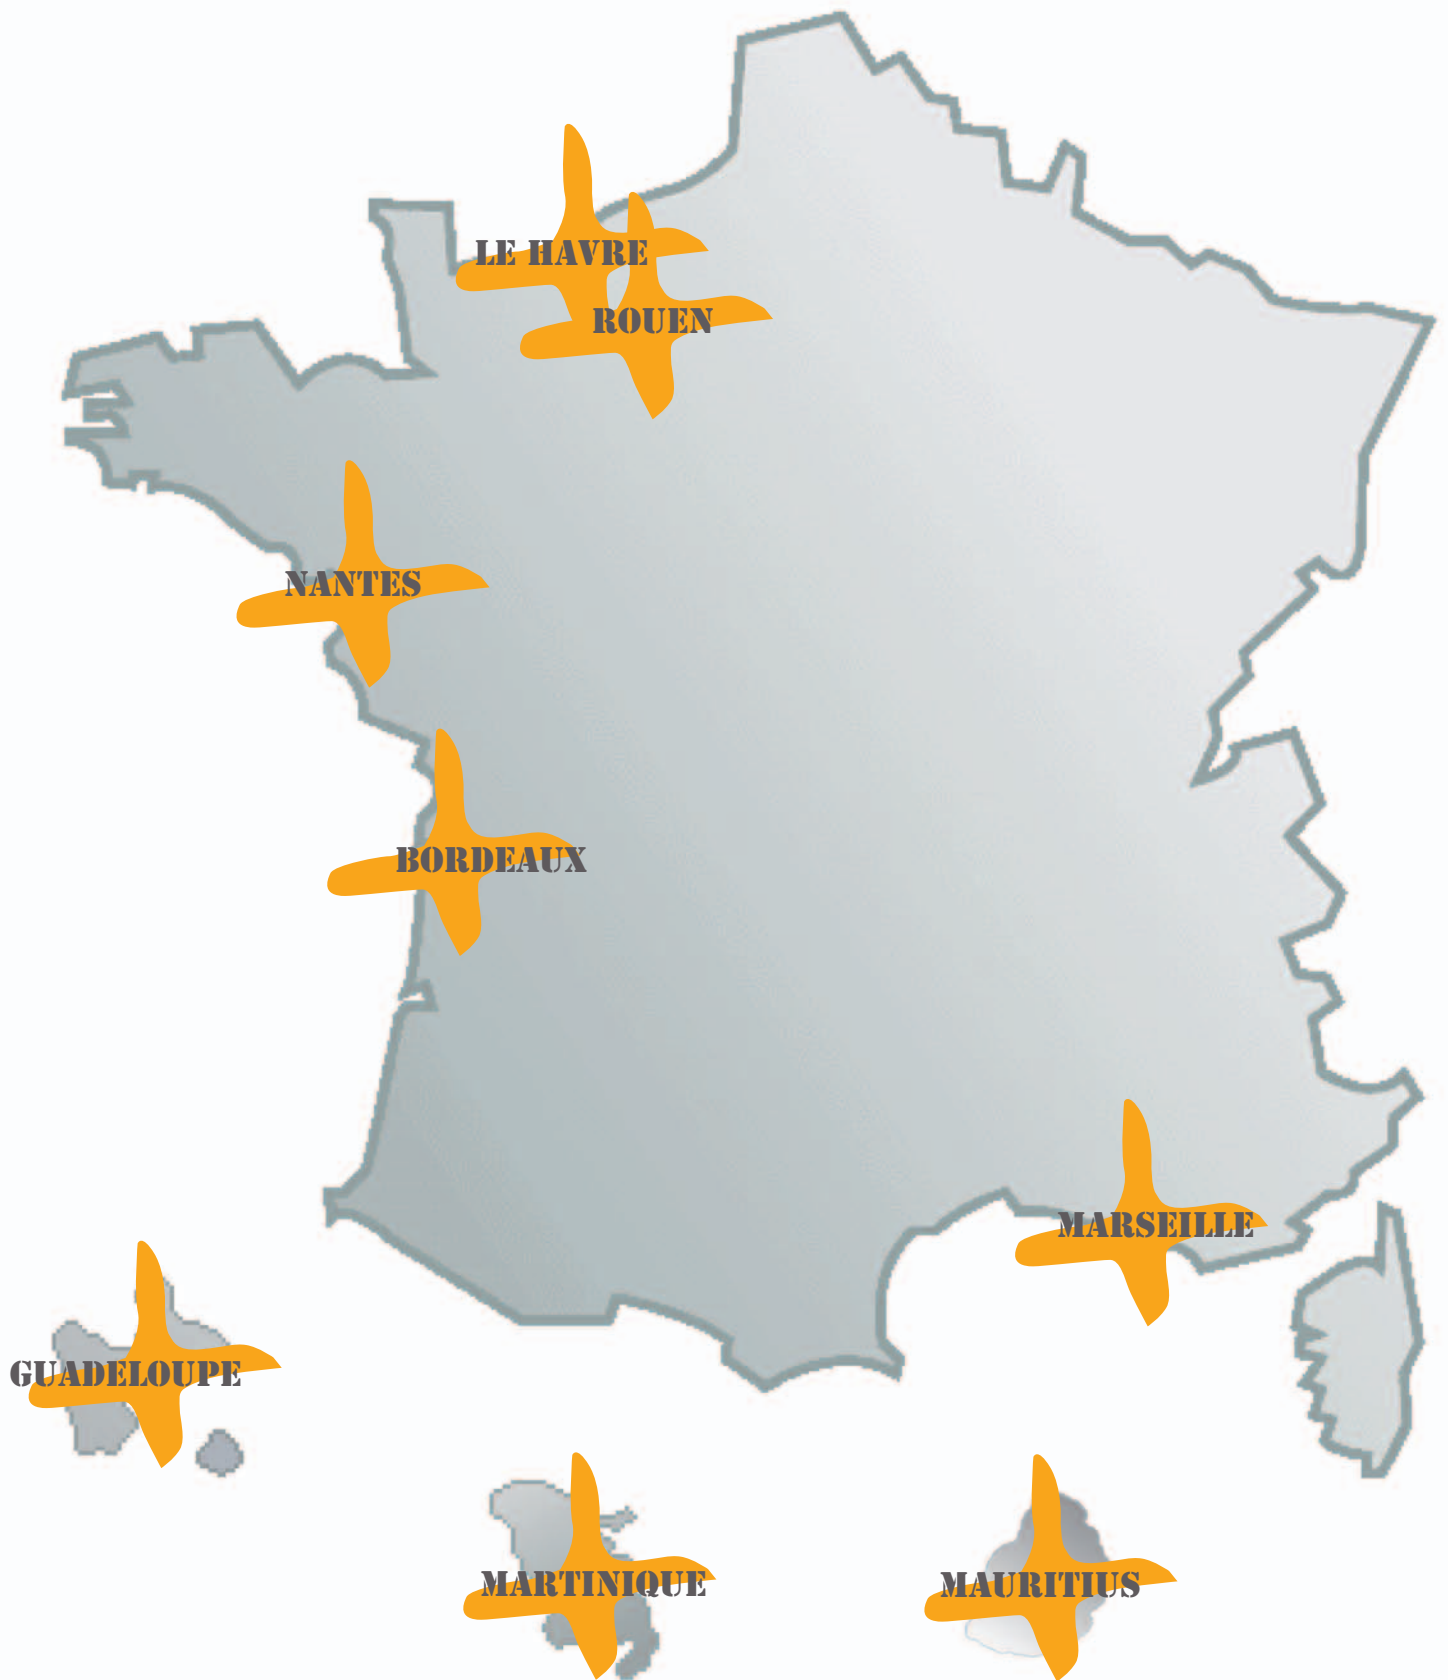 LE HAVRE
ROUEN
NANTES
BORDEAUX
MARSEILLE
GUADELOUPE
MARTINIQUE
MAURITIUS